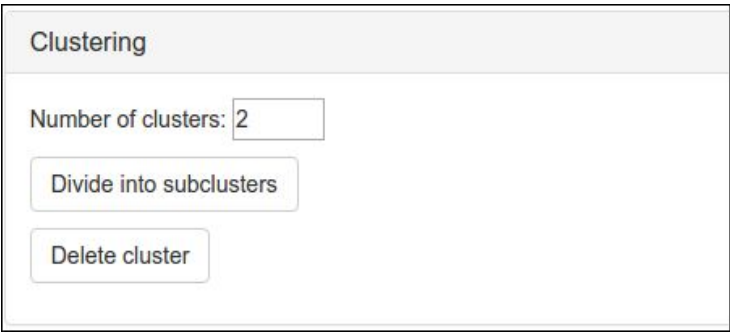 Clustering
Number of clusters: 2
Divide into subclusters
Delete cluster